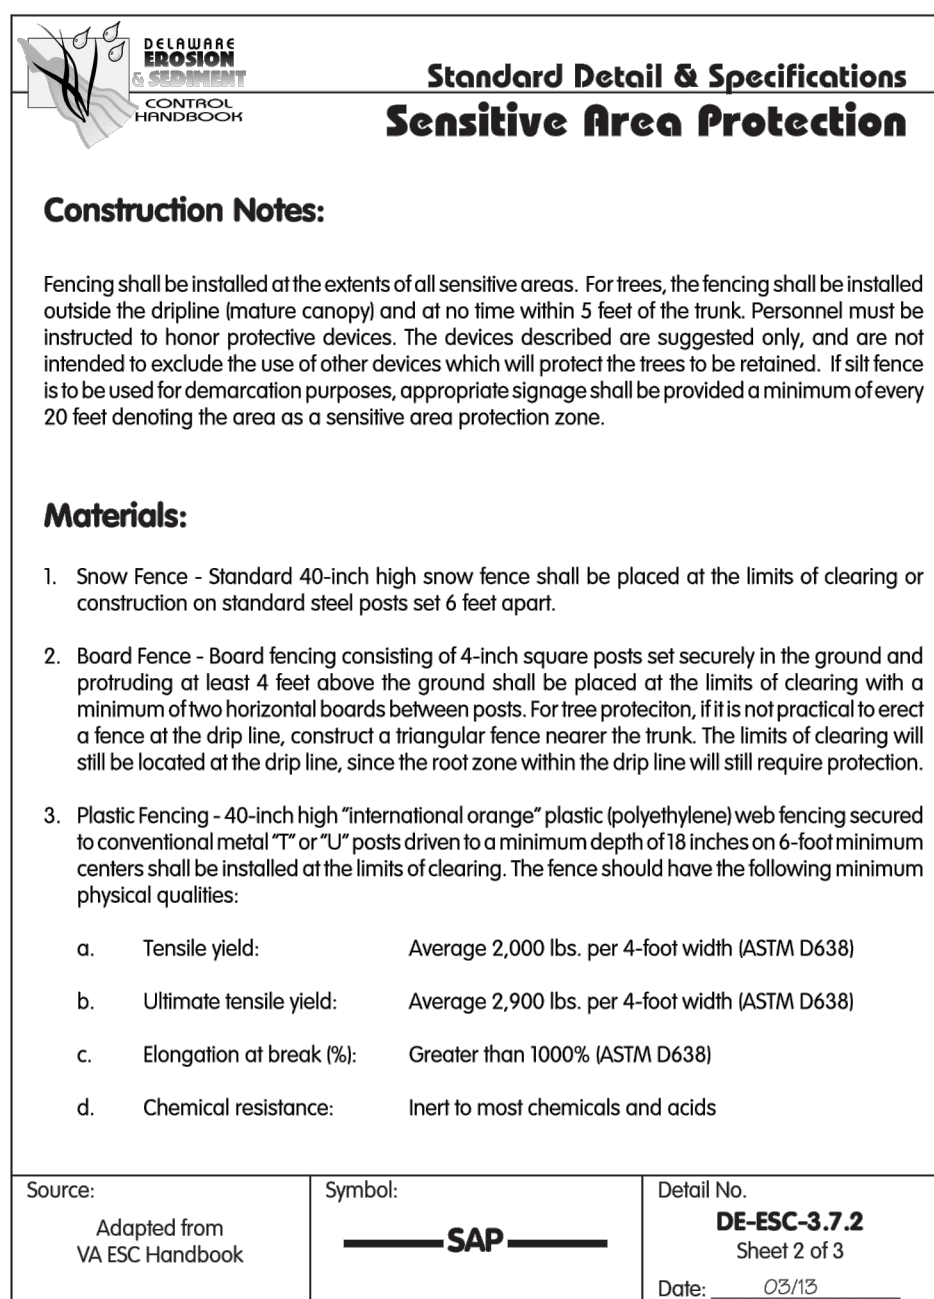 DELAWARE
EROSION
& SEDIMENT
CONTROL
HANDBOOK
Standard Detail & Specifications
Sensitive Area Protection
Construction Notes:
Fencing shall be installed at the extents of all sensitive areas. For trees, the fencing shall be installed
outside the dripline (mature canopy) and at no time within 5 feet of the trunk. Personnel must be
instructed to honor protective devices. The devices described are suggested only, and are not
intended to exclude the use of other devices which will protect the trees to be retained. If silt fence
is to be used for demarcation purposes, appropriate signage shall be provided a minimum of every
20 feet denoting the area as a sensitive area protection zone.
Materials:
1. Snow Fence - Standard 40-inch high snow fence shall be placed at the limits of clearing or
construction on standard steel posts set 6 feet apart.
2. Board Fence - Board fencing consisting of 4-inch square posts set securely in the ground and
protruding at least 4 feet above the ground shall be placed at the limits of clearing with a
minimum of two horizontal boards between posts. For tree proteciton, if it is not practical to erect
a fence at the drip line, construct a triangular fence nearer the trunk. The limits of clearing will
still be located at the drip line, since the root zone within the drip line will still require protection.
3. Plastic Fencing - 40-inch high "international orange" plastic (polyethylene) web fencing secured
to conventional metal "T" or "U" posts driven to a minimum depth of 18 inches on 6-foot minimum
centers shall be installed at the limits of clearing. The fence should have the following minimum
physical qualities:
a. Tensile yield: Average 2,000 lbs. per 4-foot width (ASTM D638)
b. Ultimate tensile yield: Average 2,900 lbs. per 4-foot width (ASTM D638)
c. Elongation at break (%): Greater than 1000% (ASTM D638)
d. Chemical resistance: Inert to most chemicals and acids
Source:
Adapted from
VA ESC Handbook
Symbol:
SAP
Detail No.
DE-ESC-3.7.2
Sheet 2 of 3
Date: 03/13